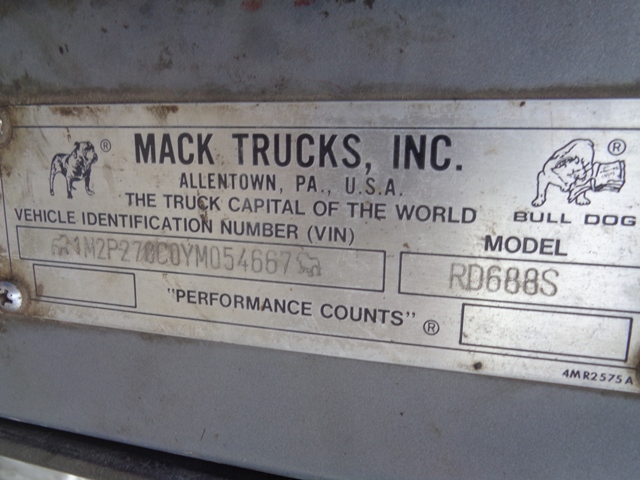 MACK TRUCKS, INC.
ALLENTOWN, PA., U.S.A.
THE TRUCK CAPITAL OF THE WORLD
BULL DOG
VEHICLE IDENTIFICATION NUMBER (VIN)
MODEL
1M2P270C0YM054667
RD688S
"PERFORMANCE COUNTS" ®
4MR2575A
®
®